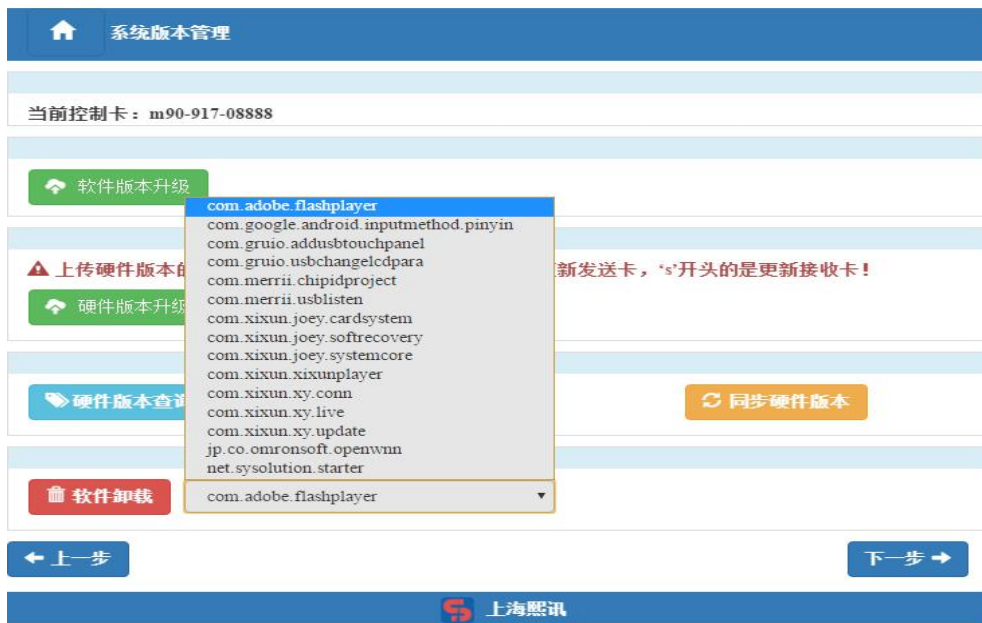 系统版本管理
当前控制卡：m90-917-08888
软件版本升级
com.adobe.flashplayer
com.google.android.inputmethod.pinyin
com.gruio.addusbtouchpanel
com.gruio.usbchangelcdpara
com.merrii.chipidproject
com.merrii.usblisten
com.xixun.joey.cardsystem
com.xixun.joey.softrecovery
com.xixun.joey.systemcore
com.xixun.xixunplayer
com.xixun.xy.conn
com.xixun.xy.live
com.xixun.xy.update
jp.co.omronsoft.openwnn
net.sysolution.starter
上传硬件版本的 新发送卡，‘s’开头的是更新接收卡！
硬件版本升级
硬件版本查询 同步硬件版本
软件卸载 com.adobe.flashplayer
上一步 下一步
上海熙讯